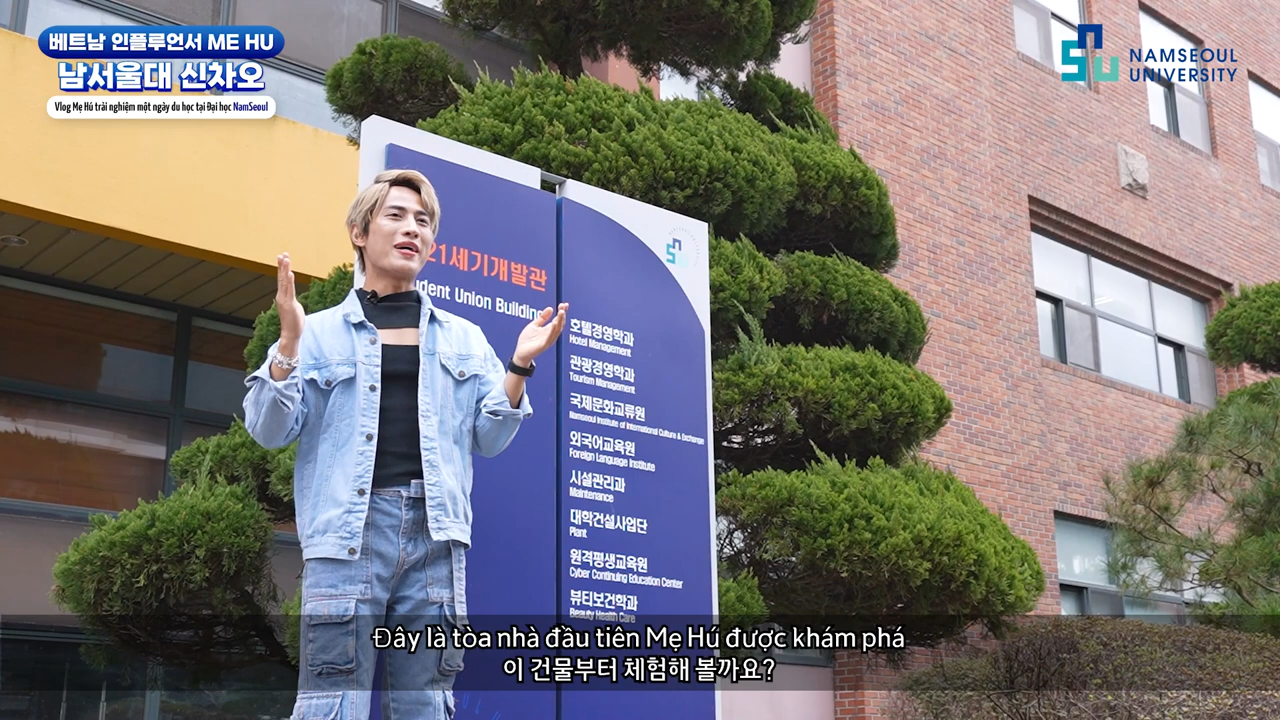 베트남 인플루언서 ME HU
남서울대 신차오
Vlog Mẹ Hú trải nghiệm một ngày du học tại Đại học NamSeoul
NAMSEOUL
UNIVERSITY
21세기개발관
dent Union Building
호텔경영학과
Hotel Management
관광경영학과
Tourism Management
국제문화교류원
Namseoul Institute of International Culture & Exchange
외국어교육원
Foreign Language Institute
시설관리과
Maintenance
대학건설사업단
Plant
원격평생교육원
Cyber Continuing Education Center
뷰티보건학과
Beauty Health Care
Đây là tòa nhà đầu tiên Mẹ Hú được khám phá
이 건물부터 체험해 볼까요?